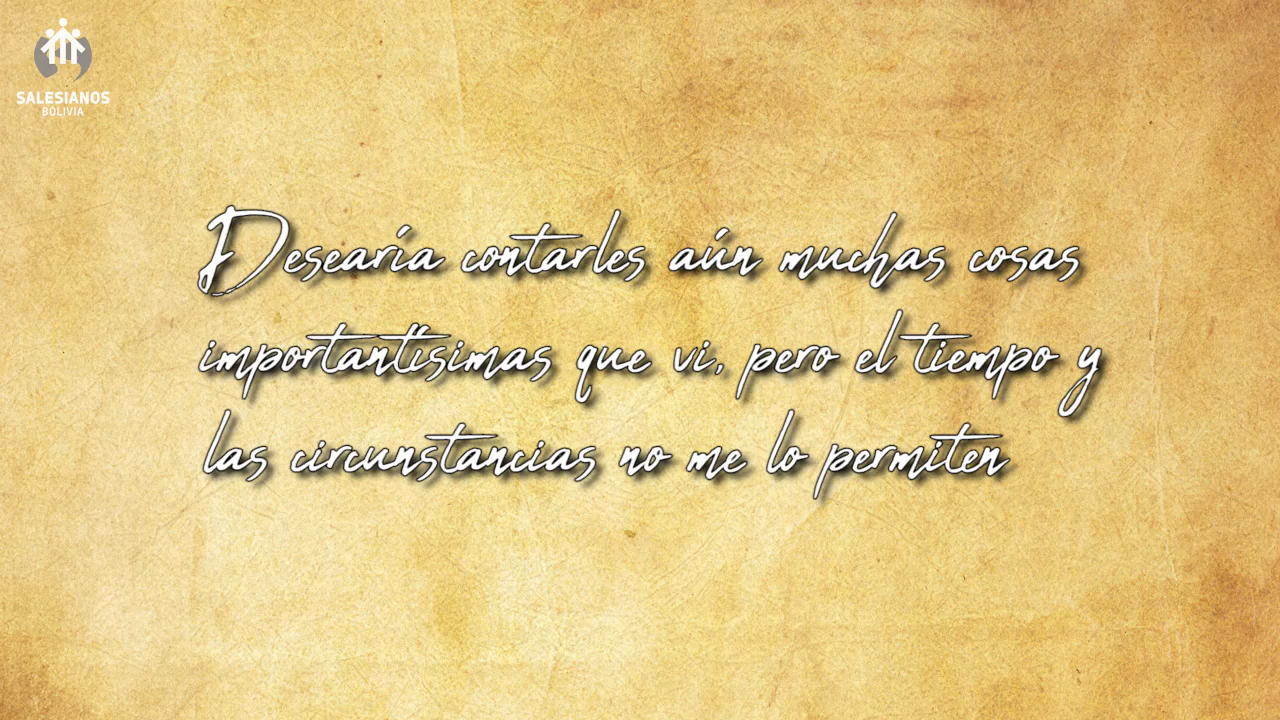 SALESIANOS
BOLIVIA
Desearía contarles aún muchas cosas
importantísimas que vi, pero el tiempo y
las circunstancias no me lo permiten